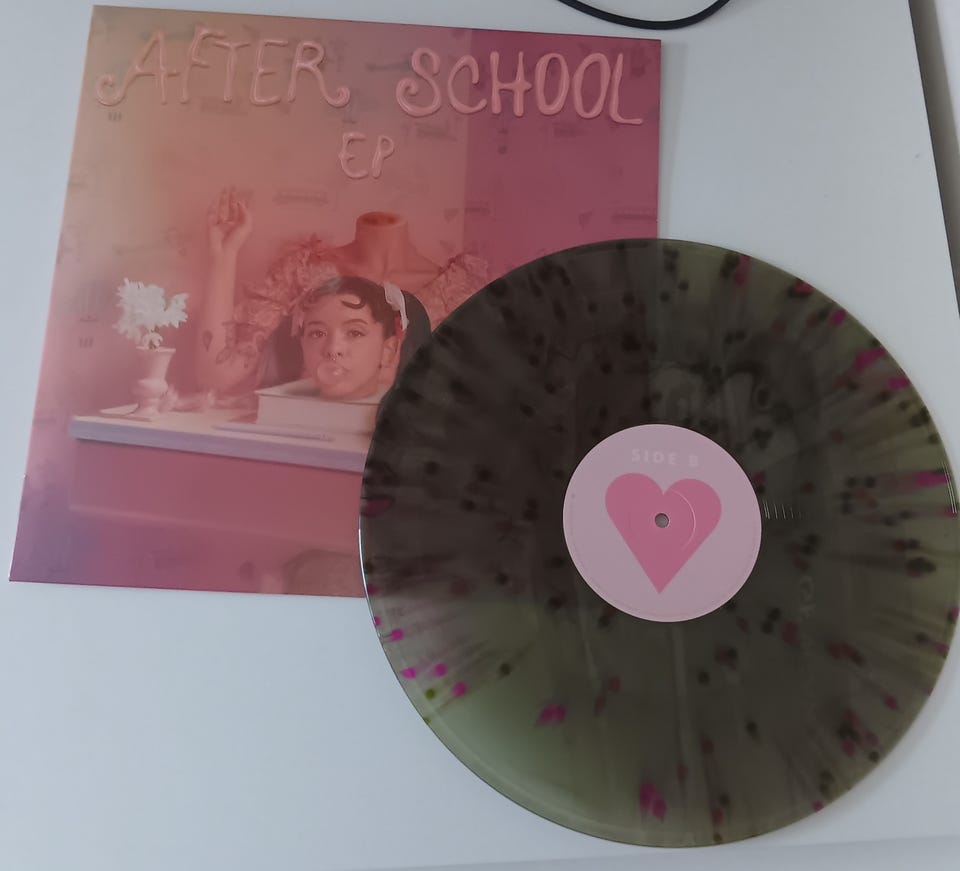 AFTER SCHOOL
EP
SIDE B